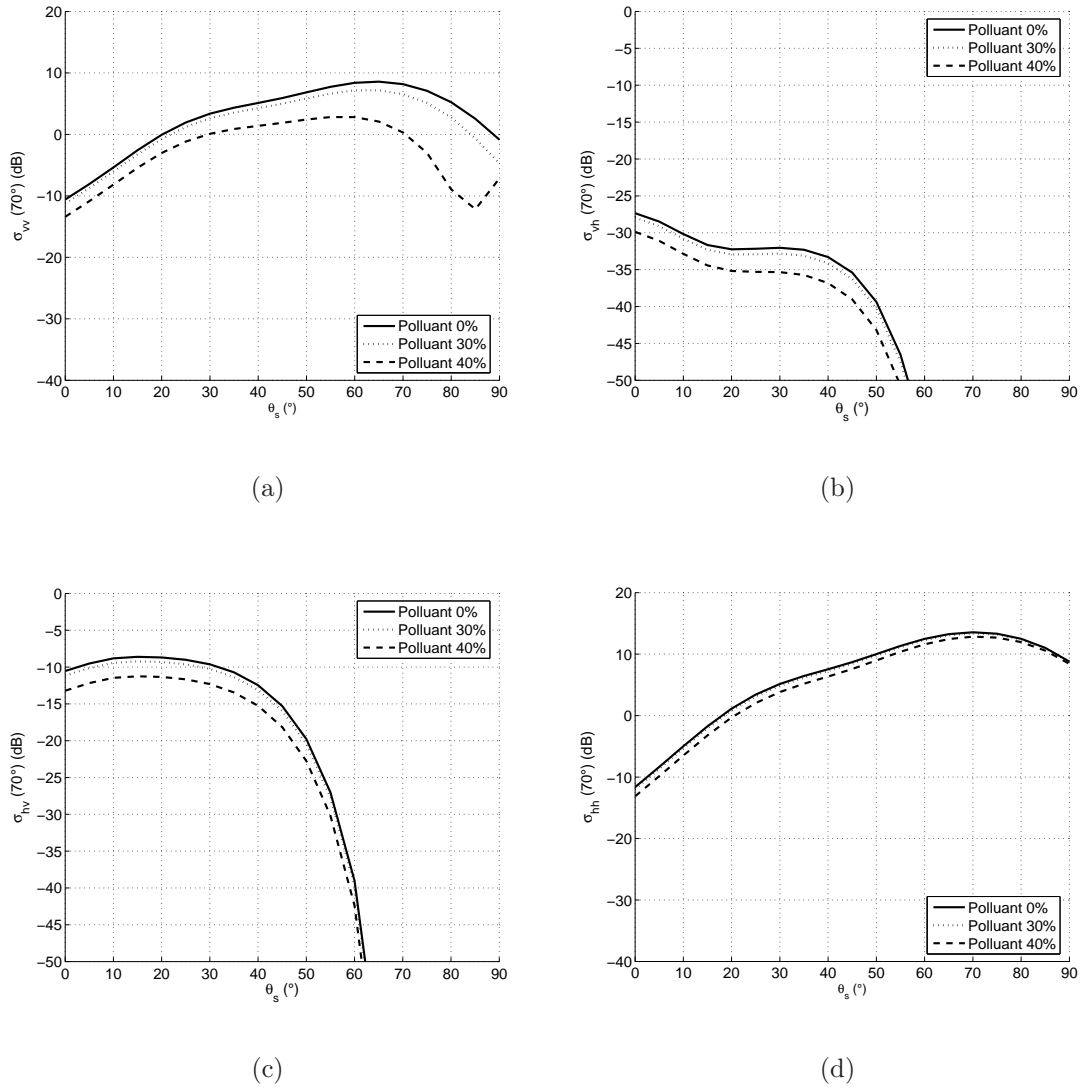 20
10
0
−10
−20
−30
−40
σvv (70°) (dB)
0 10 20 30 40 50 60 70 80 90
θs (°)
Polluant 0%
Polluant 30%
Polluant 40%
(a)
0
−5
−10
−15
−20
−25
−30
−35
−40
−45
−50
σvh (70°) (dB)
0 10 20 30 40 50 60 70 80 90
θs (°)
Polluant 0%
Polluant 30%
Polluant 40%
(b)
0
−5
−10
−15
−20
−25
−30
−35
−40
−45
−50
σhv (70°) (dB)
0 10 20 30 40 50 60 70 80 90
θs (°)
Polluant 0%
Polluant 30%
Polluant 40%
(c)
20
10
0
−10
−20
−30
−40
σhh (70°) (dB)
0 10 20 30 40 50 60 70 80 90
θs (°)
Polluant 0%
Polluant 30%
Polluant 40%
(d)